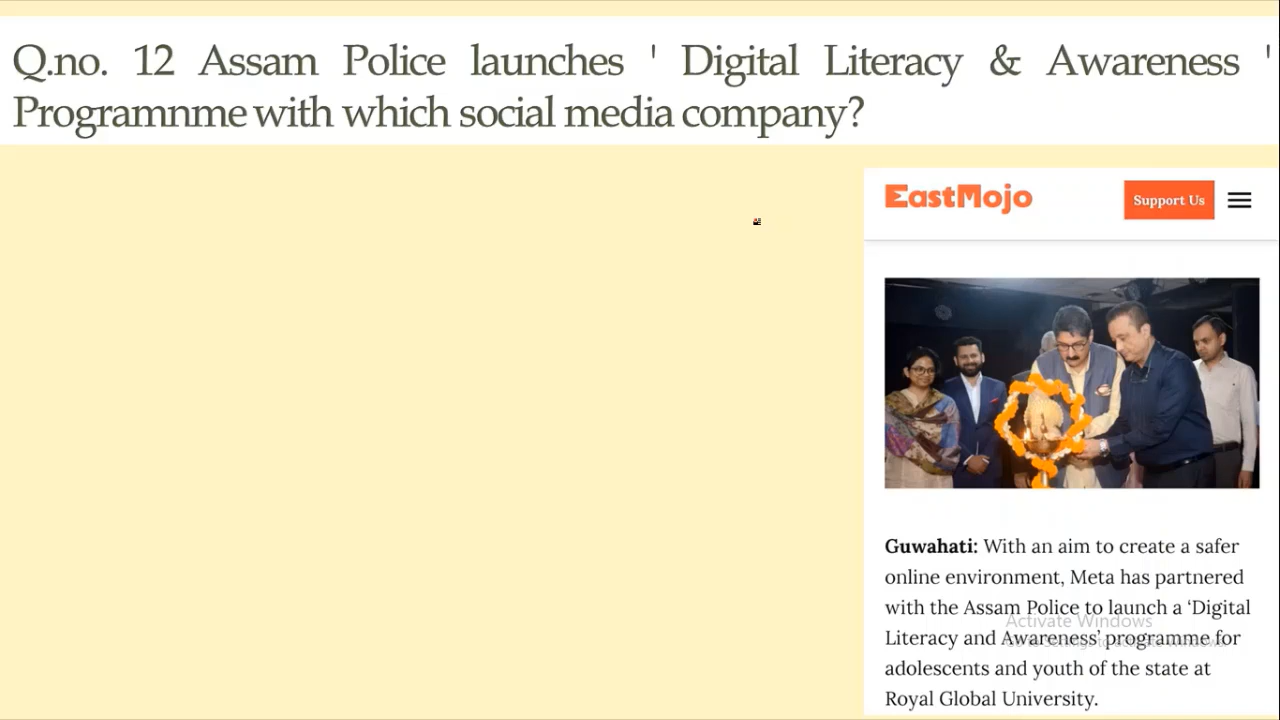 Q.no. 12 Assam Police launches ' Digital Literacy & Awareness '
Programnme with which social media company?
EastMojo
Support Us
Guwahati: With an aim to create a safer
online environment, Meta has partnered
with the Assam Police to launch a ‘Digital
Activate Windows
Literacy and Awareness’ programme for
adolescents and youth of the state at
Royal Global University.